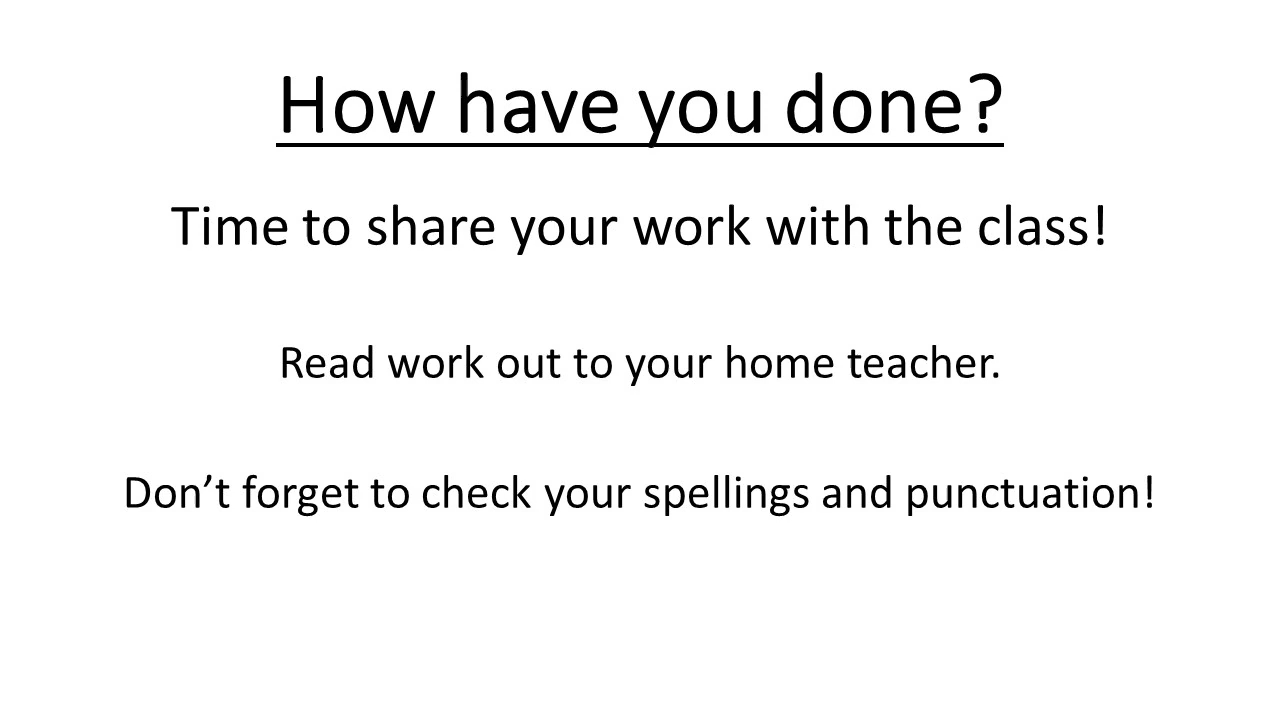 How have you done?
Time to share your work with the class!
Read work out to your home teacher.
Don’t forget to check your spellings and punctuation!